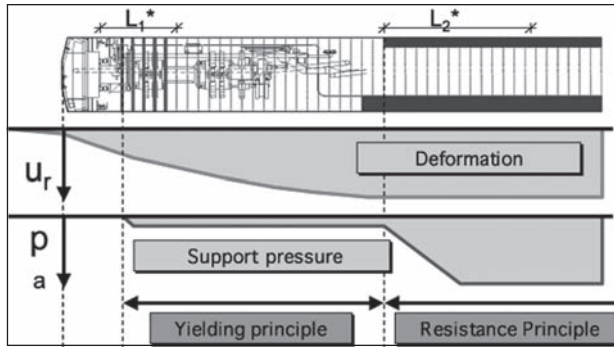 L₁*
L₂*
Deformation
uᵣ
Support pressure
p
a
Yielding principle
Resistance Principle